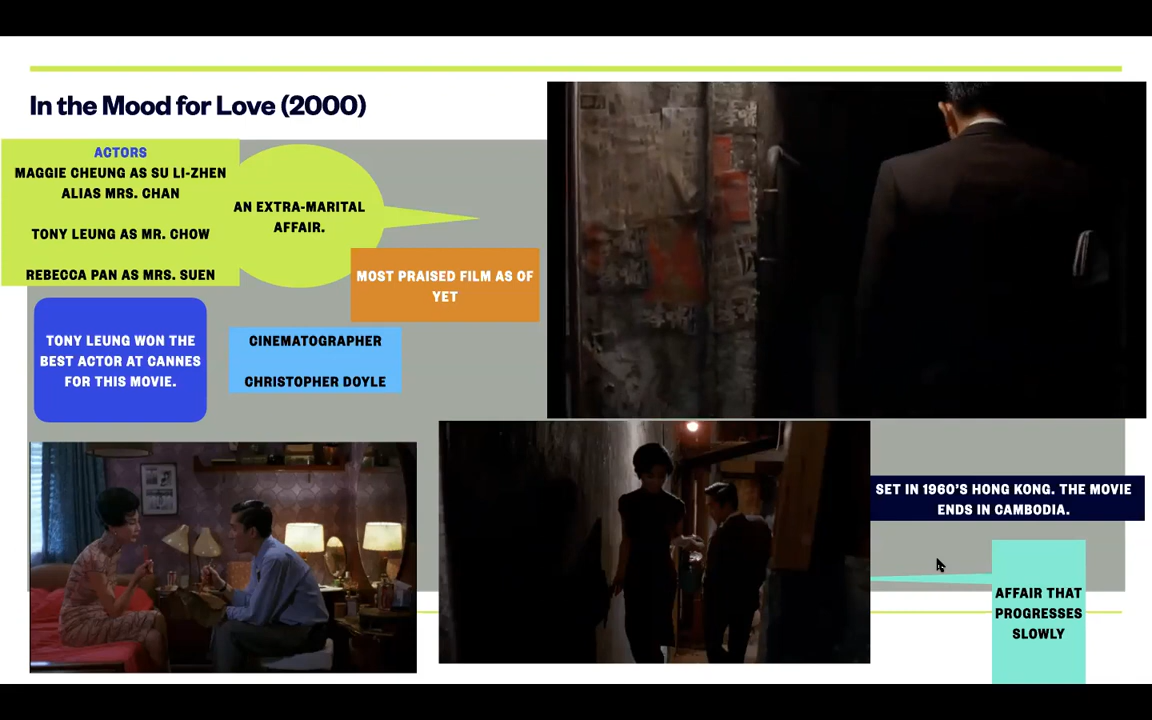 In the Mood for Love (2000)
ACTORS
MAGGIE CHEUNG AS SU LI-ZHEN
ALIAS MRS. CHAN
TONY LEUNG AS MR. CHOW
REBECCA PAN AS MRS. SUEN
AN EXTRA-MARITAL
AFFAIR.
MOST PRAISED FILM AS OF
YET
TONY LEUNG WON THE
BEST ACTOR AT CANNES
FOR THIS MOVIE.
CINEMATOGRAPHER
CHRISTOPHER DOYLE
SET IN 1960'S HONG KONG. THE MOVIE
ENDS IN CAMBODIA.
AFFAIR THAT
PROGRESSES
SLOWLY